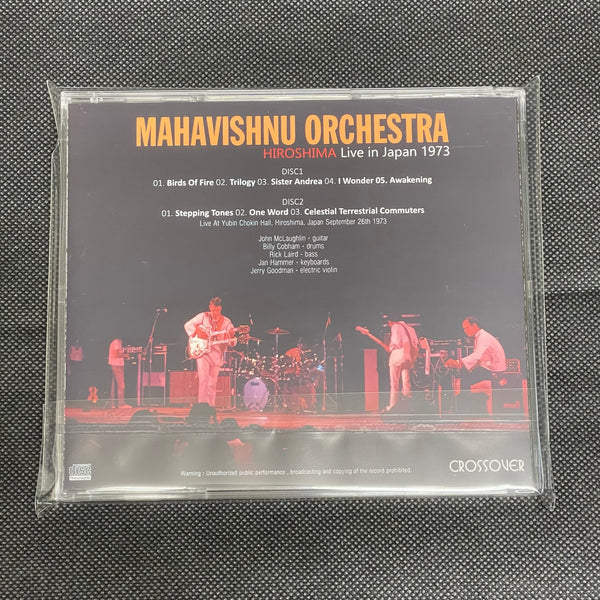 MAHAVISHNU ORCHESTRA
HIROSHIMA Live in Japan 1973
DISC1
01. Birds Of Fire 02. Trilogy 03. Sister Andrea 04. I Wonder 05. Awakening
DISC2
01. Stepping Tones 02. One Word 03. Celestial Terrestrial Commuters
Live At Yubin Chokin Hall, Hiroshima, Japan September 26th 1973
John McLaughlin - guitar
Billy Cobham - drums
Rick Laird - bass
Jan Hammer - keyboards
Jerry Goodman - electric violin
Warning : Unauthorized public performance , broadcasting and copying of the record prohibited.
CROSSOVER